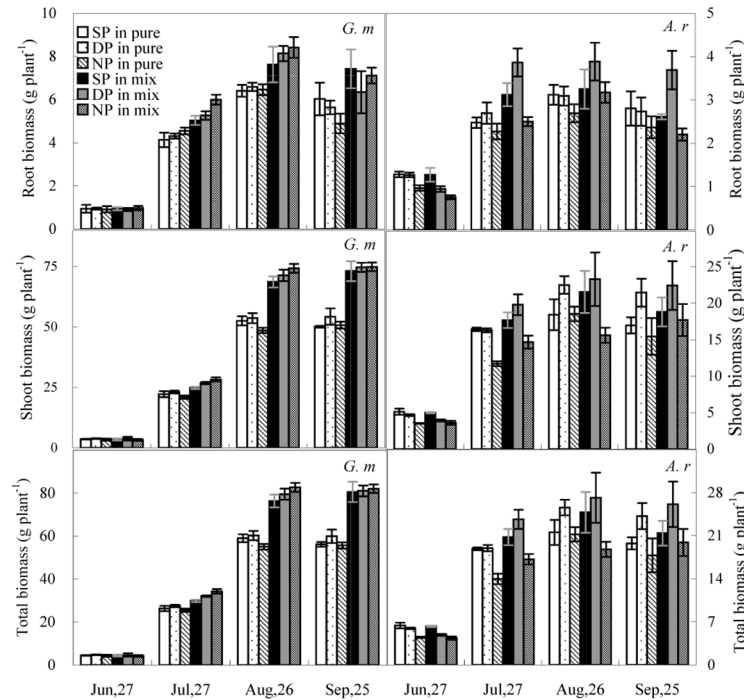 Root biomass (g plant⁻¹)
10
8
6
4
2
0
SP in pure
DP in pure
NP in pure
SP in mix
DP in mix
NP in mix
G. m
A. r
5
4
3
2
1
0
Root biomass (g plant⁻¹)
Shoot biomass (g plant⁻¹)
75
50
25
0
G. m
A. r
25
20
15
10
5
0
Shoot biomass (g plant⁻¹)
Total biomass (g plant⁻¹)
80
60
40
20
0
G. m
A. r
28
21
14
7
0
Total biomass (g plant⁻¹)
Jun,27 Jul,27 Aug,26 Sep,25 Jun,27 Jul,27 Aug,26 Sep,25